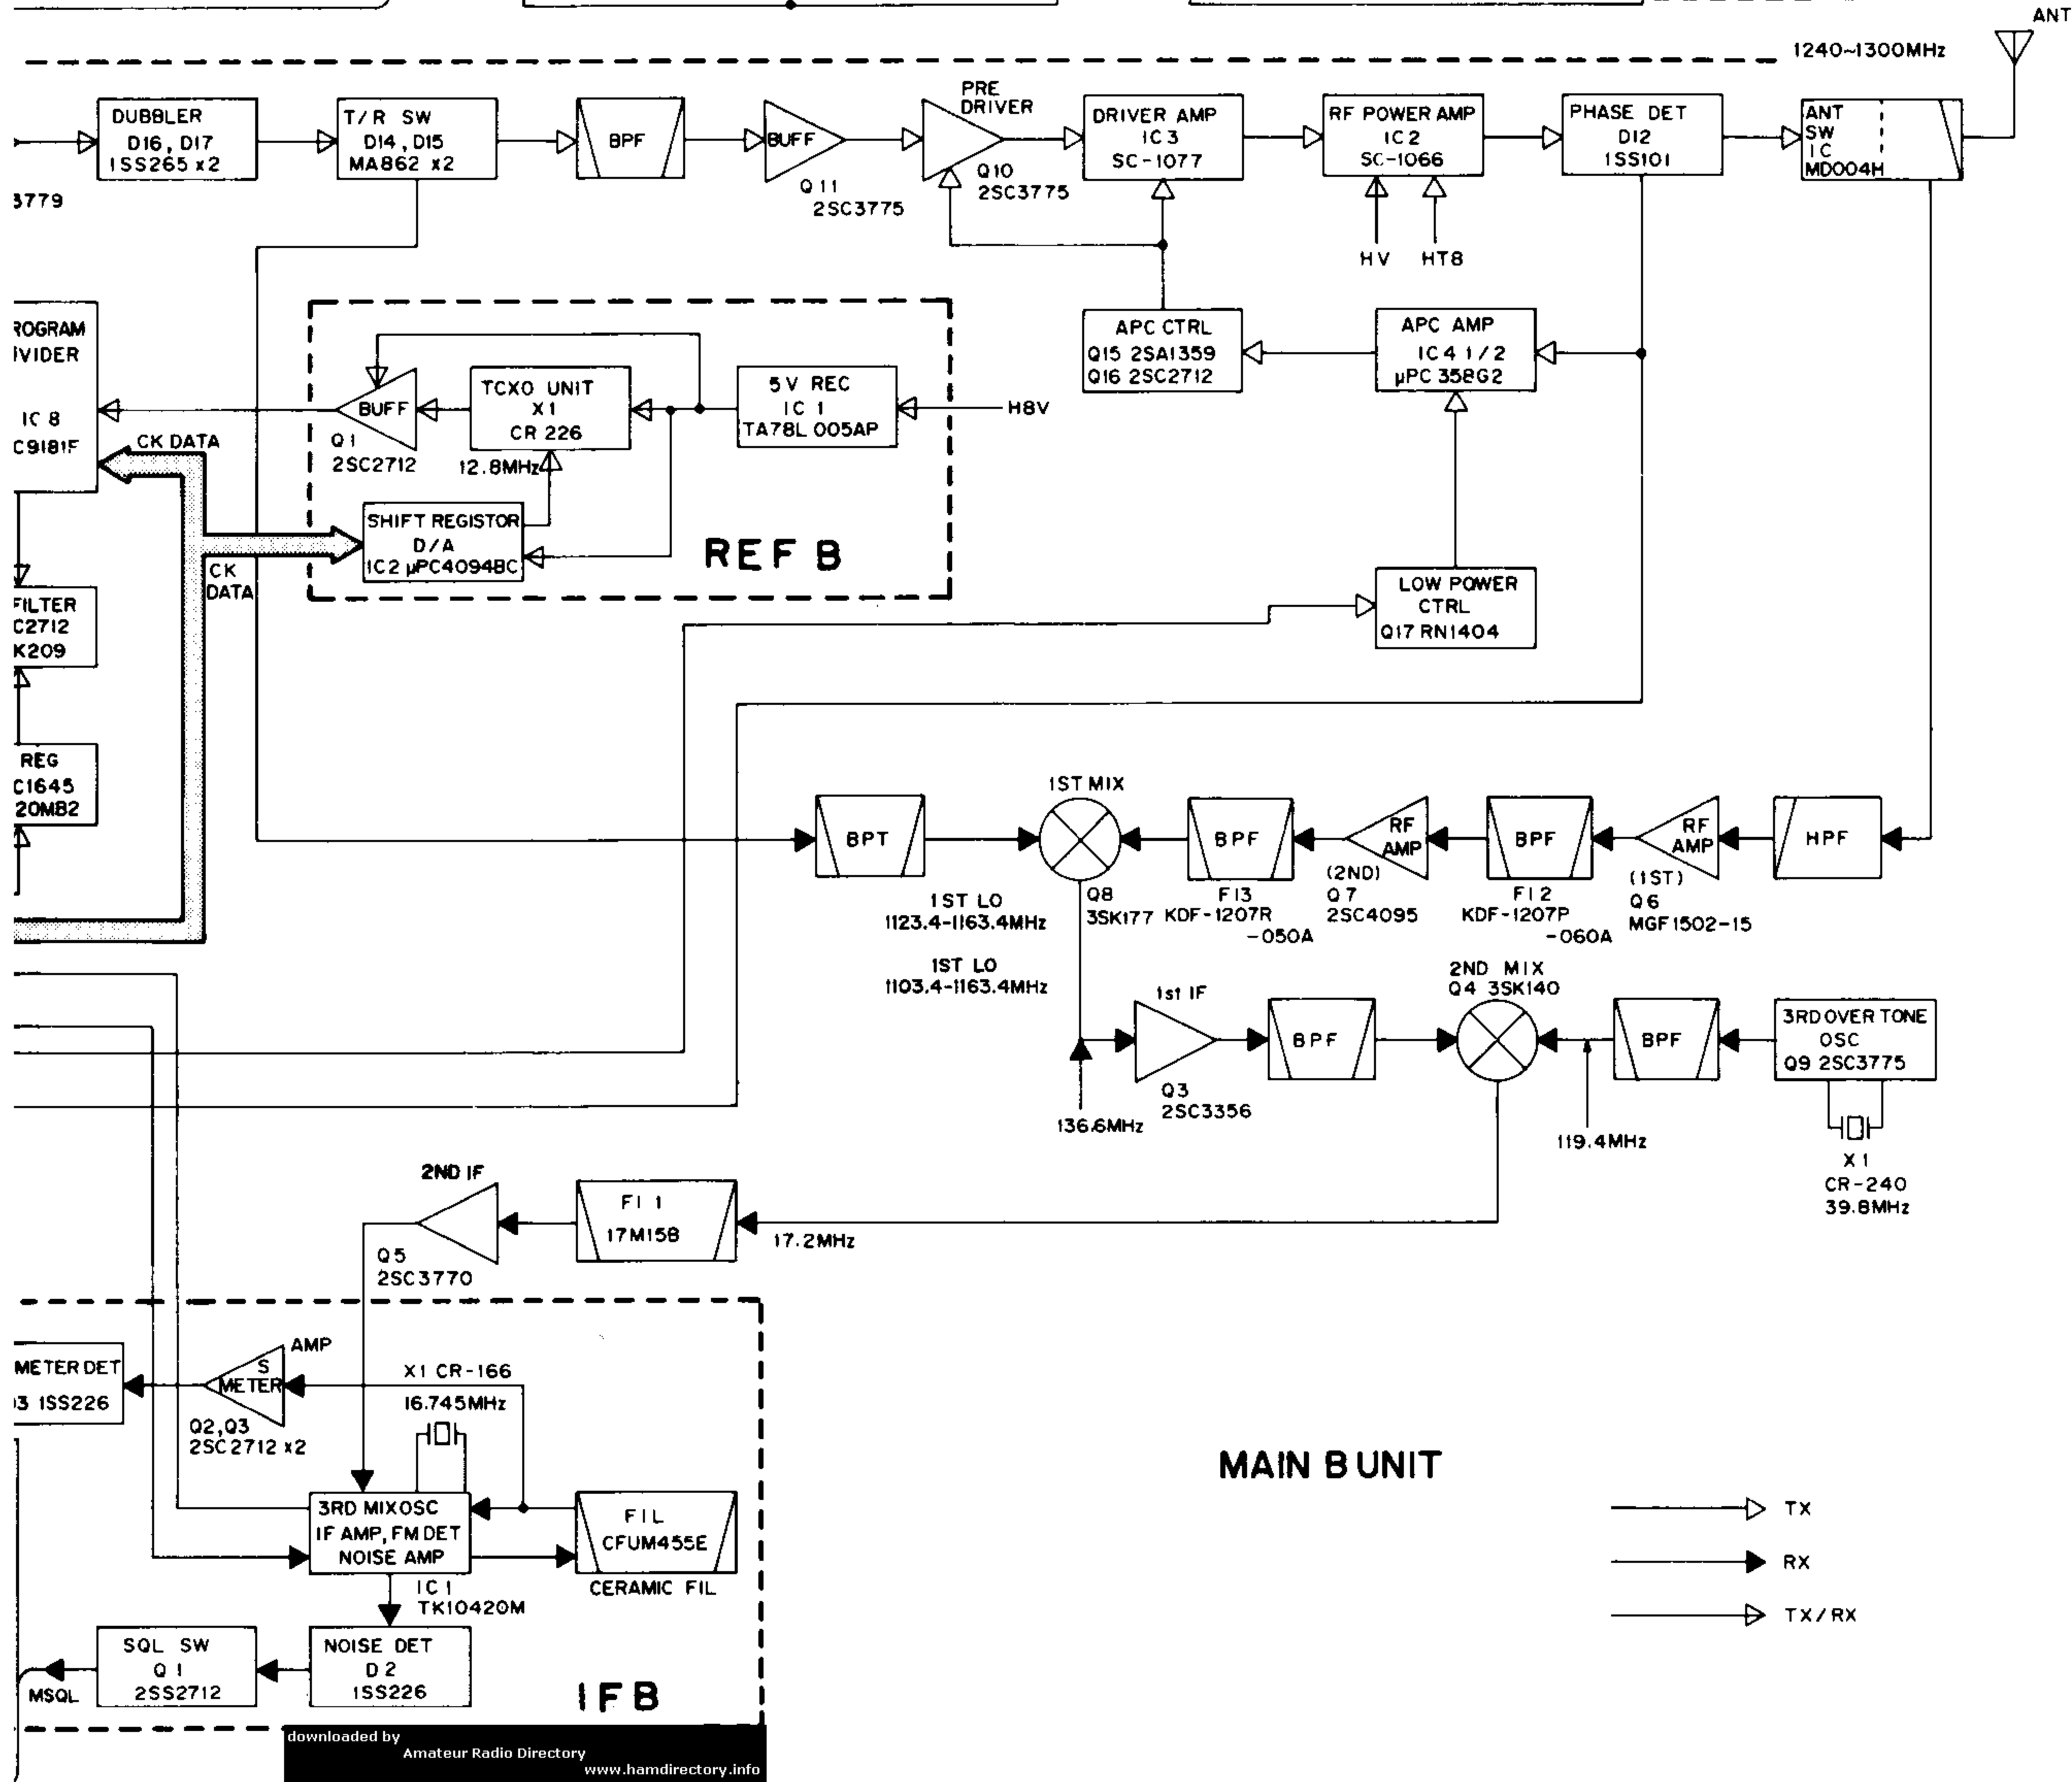 ANT
1240~1300MHz
DUBBLER
D16, D17
1SS265 x2
3779
T/R SW
D14, D15
MA862 x2
BPF
BUFF
Q11
2SC3775
PRE
DRIVER
Q10
2SC3775
DRIVER AMP
IC3
SC-1077
RF POWER AMP
IC2
SC-1066
HV
HT8
PHASE DET
D12
1SS101
ANT
SW
IC
MD004H
ROGRAM
IVIDER
IC 8
C9181F
CK DATA
BUFF
Q1
2SC2712
TCXO UNIT
X1
CR 226
12.8MHz
5V REC
IC 1
TA78L 005AP
H8V
SHIFT REGISTOR
D/A
IC2 µPC4094BC
REF B
CK
DATA
APC CTRL
Q15 2SA1359
Q16 2SC2712
APC AMP
IC4 1/2
µPC 358G2
LOW POWER
CTRL
Q17 RN1404
FILTER
C2712
K209
REG
C1645
20MB2
BPT
1ST LO
1123.4-1163.4MHz
1ST LO
1103.4-1163.4MHz
1ST MIX
Q8
3SK177
BPF
FI3
KDF-1207R
-050A
RF
AMP
(2ND)
Q7
2SC4095
BPF
FI2
KDF-1207P
-060A
RF
AMP
(1ST)
Q6
MGF1502-15
HPF
1st IF
Q3
2SC3356
136.6MHz
BPF
2ND MIX
Q4 3SK140
BPF
119.4MHz
3RD OVER TONE
OSC
Q9 2SC3775
X1
CR-240
39.8MHz
2ND IF
Q5
2SC3770
FI 1
17M15B
17.2MHz
METER DET
D3 1SS226
S
METER
AMP
Q2,Q3
2SC2712 x2
X1 CR-166
16.745MHz
3RD MIXOSC
IF AMP, FM DET
NOISE AMP
IC1
TK10420M
FIL
CFUM455E
CERAMIC FIL
SQL SW
Q1
2SS2712
MSQL
NOISE DET
D2
1SS226
IFB
MAIN B UNIT
TX
RX
TX/RX
downloaded by
Amateur Radio Directory
www.hamdirectory.info